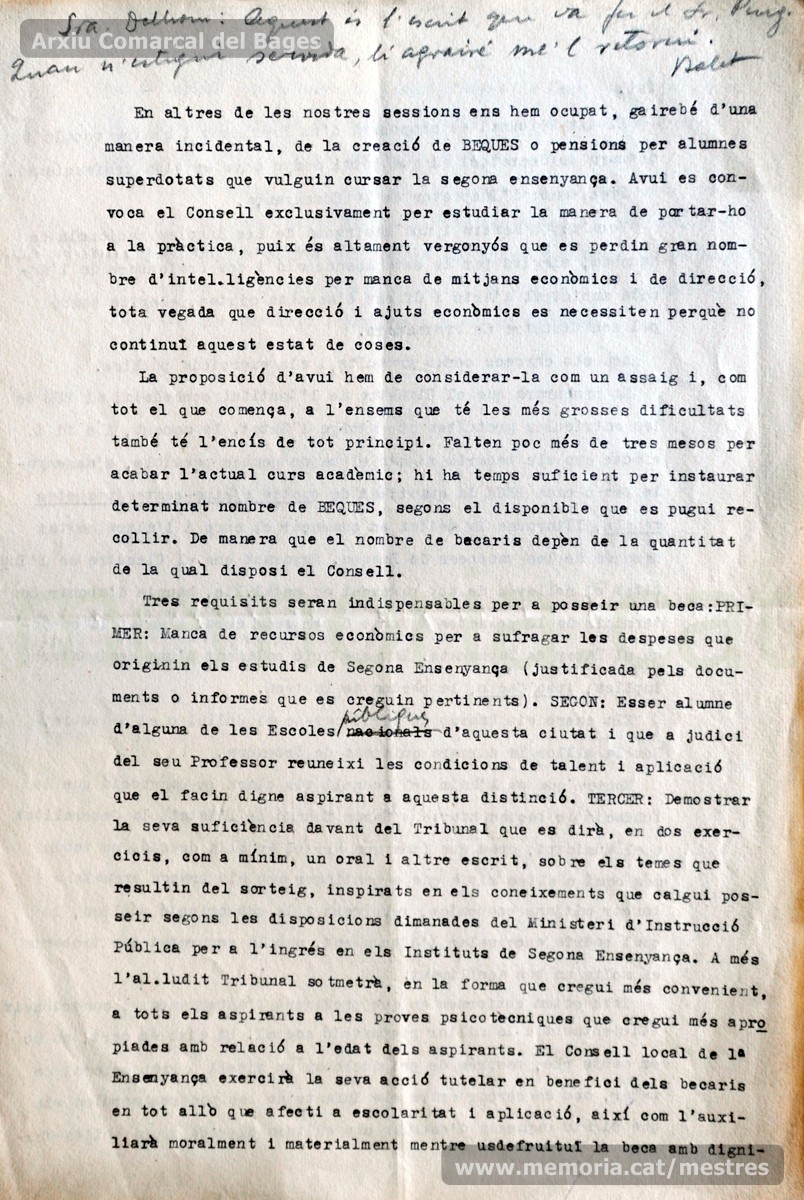 Sra. Delhom: Aquest és l'escrit que va fer el Sr. Puig.
Arxiu Comarcal del Bages
Quan n'estigui servida, li agrairé me'l retorni.
Balet
En altres de les nostres sessions ens hem ocupat, gairebé d'una
manera incidental, de la creació de BEQUES o pensions per alumnes
superdotats que vulguin cursar la segona ensenyança. Avui es con-
voca el Consell exclusivament per estudiar la manera de portar-ho
a la pràctica, puix és altament vergonyós que es perdin gran nom-
bre d'intel.ligències per manca de mitjans econòmics i de direcció,
tota vegada que direcció i ajuts econòmics es necessiten perquè no
continuï aquest estat de coses.
La proposició d'avui hem de considerar-la com un assaig i, com
tot el que comença, a l'ensems que té les més grosses dificultats
també té l'encís de tot principi. Falten poc més de tres mesos per
acabar l'actual curs acadèmic; hi ha temps suficient per instaurar
determinat nombre de BEQUES, segons el disponible que es pugui re-
collir. De manera que el nombre de becaris depèn de la quantitat
de la qual disposi el Consell.
Tres requisits seran indispensables per a posseir una beca:PRI-
MER: Manca de recursos econòmics per a sufragar les despeses que
originin els estudis de Segona Ensenyança (justificada pels docu-
ments o informes que es creguin pertinents). SEGON: Esser alumne
públiques
d'alguna de les Escoles nacionals d'aquesta ciutat i que a judici
del seu Professor reuneixi les condicions de talent i aplicació
que el facin digne aspirant a aquesta distinció. TERCER: Demostrar
la seva suficiència davant del Tribunal que es dirà, en dos exer-
cicis, com a mínim, un oral i altre escrit, sobre els temes que
resultin del sorteig, inspirats en els coneixements que calgui pos-
seir segons les disposicions dimanades del Ministeri d'Instrucció
Pública per a l'ingrés en els Instituts de Segona Ensenyança. A més
l'al.ludit Tribunal sotmetrà, en la forma que cregui més convenient,
a tots els aspirants a les proves psicotècniques que cregui més apro
piades amb relació a l'edat dels aspirants. El Consell local de 1ª
Ensenyança exercirà la seva acció tutelar en benefici dels becaris
en tot allò que afecti a escolaritat i aplicació, així com l'auxi-
liarà moralment i materialment mentre usdefruituï la beca amb digni-
www.memoria.cat/mestres